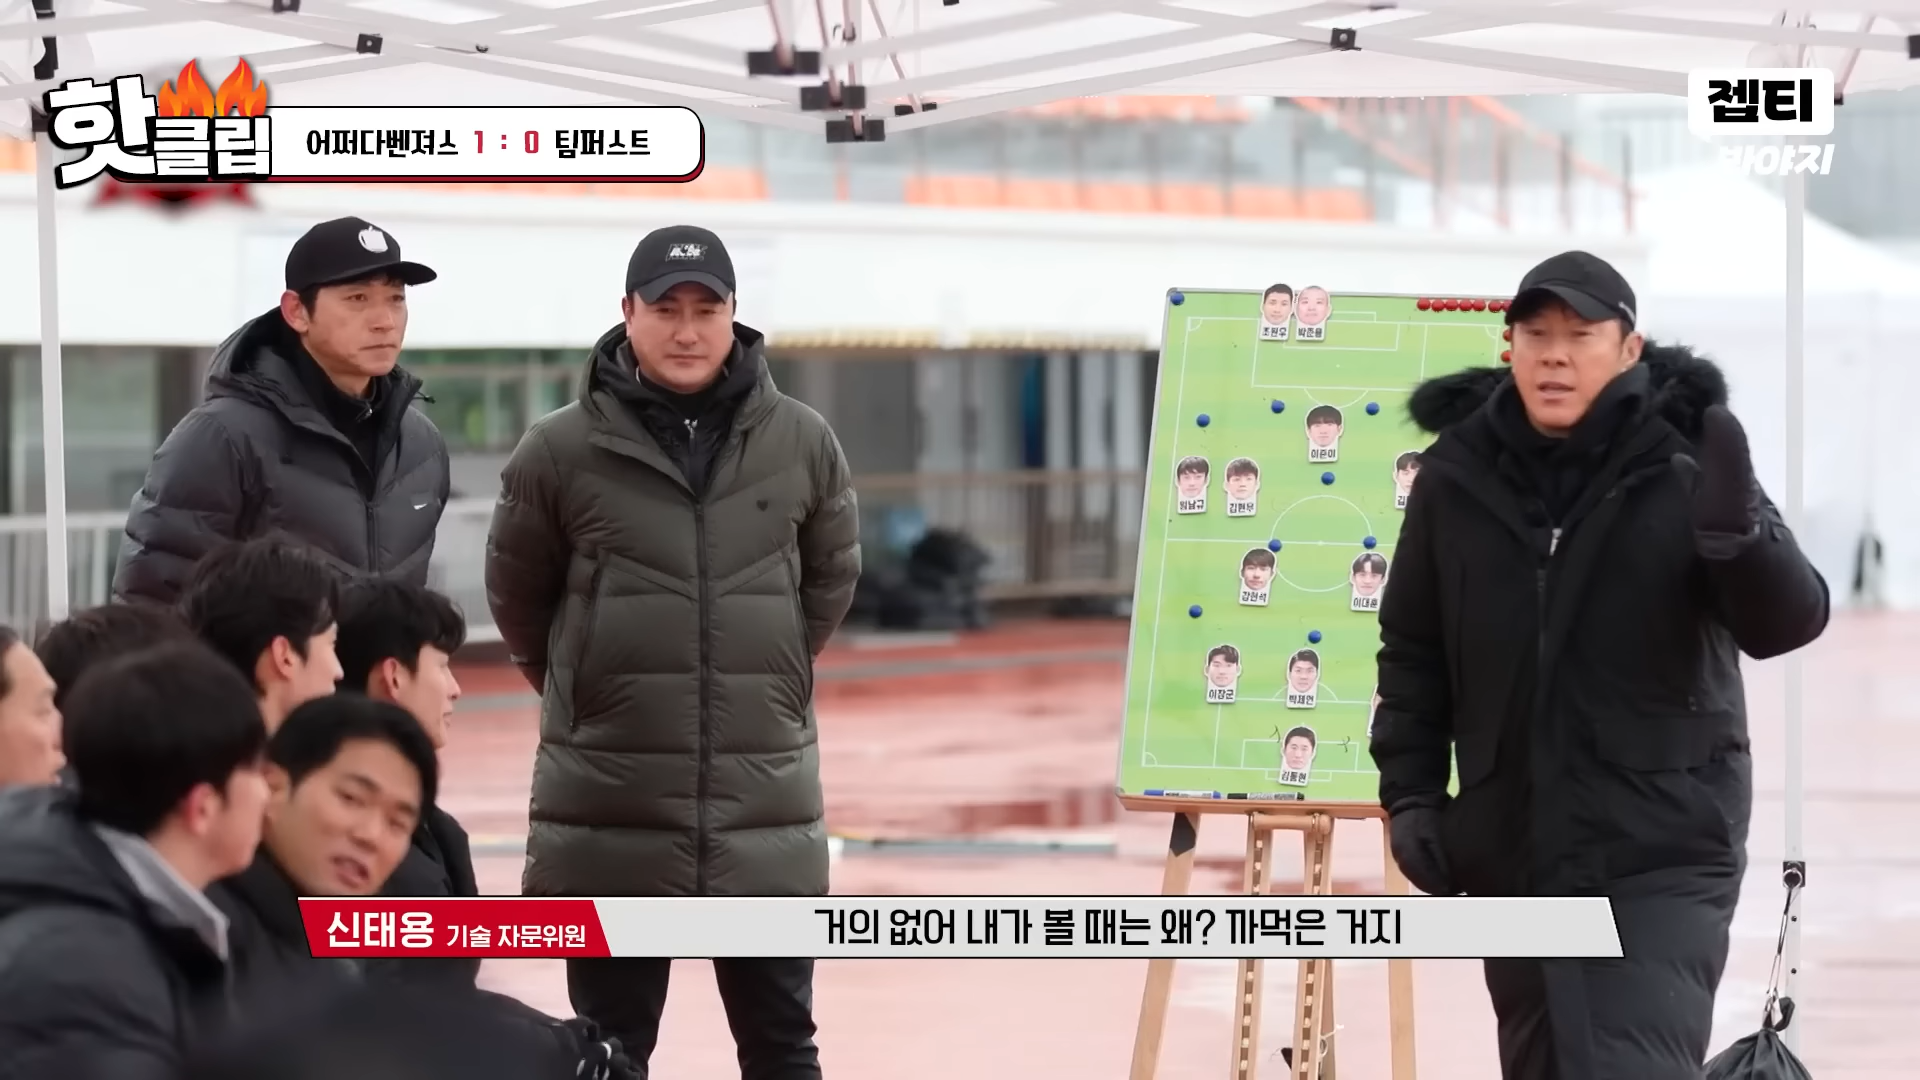 핫클립
어쩌다벤져스 1 : 0 팀퍼스트
젭티
조원우 박준용
이준이
임남규 김현우
강현석 이대훈
이장군 박제언
김동현
신태용 기술 자문위원 거의 없어 내가 볼 때는 왜? 까먹은 거지